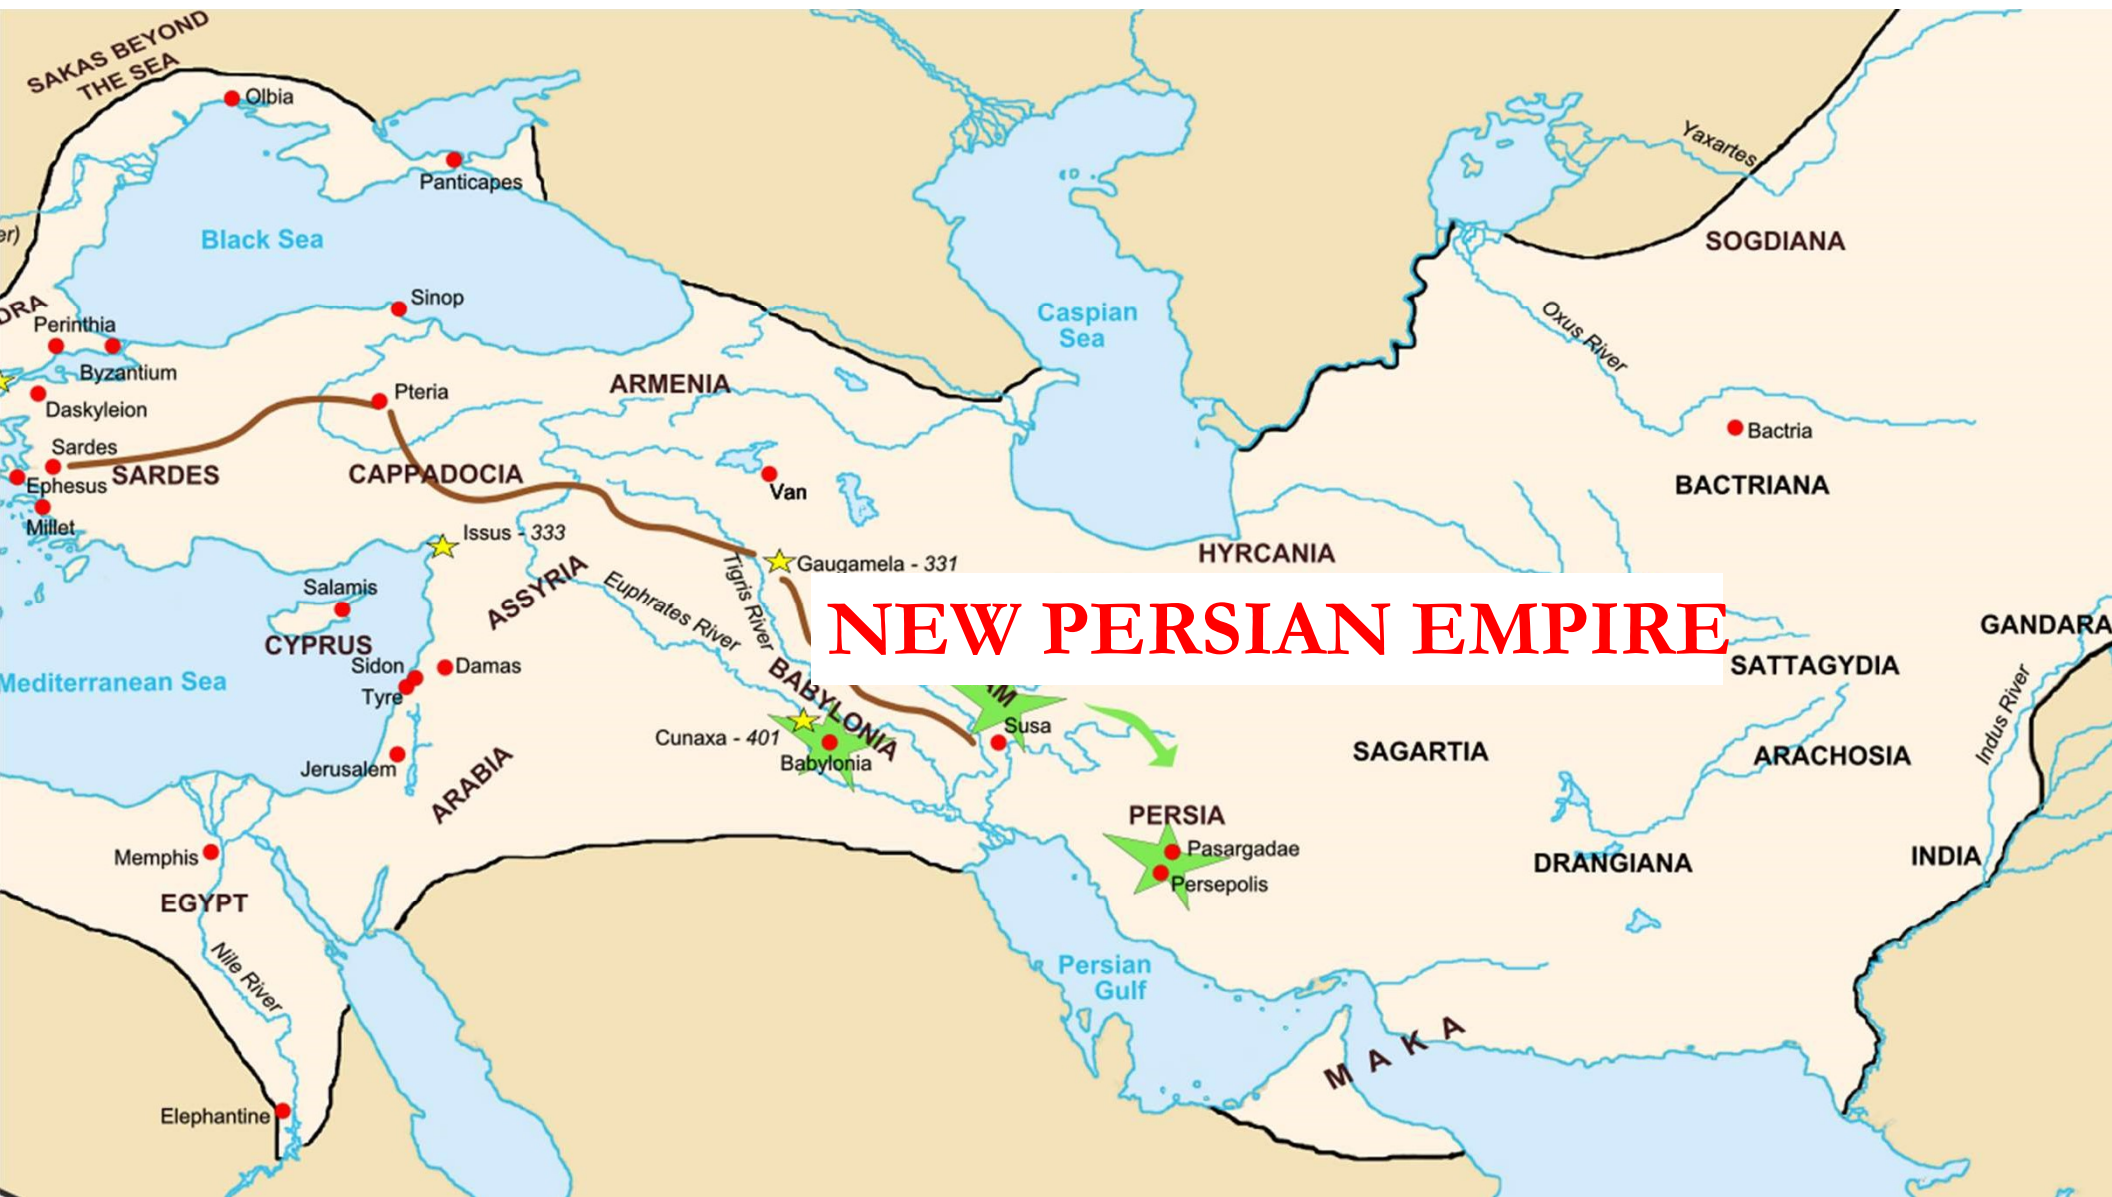 SAKAS BEYOND
THE SEA
Olbia
Panticapes
Yaxartes
er)
Black Sea
SOGDIANA
Sinop
DRA
Perinthia
Caspian
Sea
Oxus River
Byzantium
ARMENIA
Pteria
Daskyleion
Bactria
Sardes
SARDES
CAPPADOCIA
Ephesus
Van
BACTRIANA
Millet
Issus - 333
HYRCANIA
Gaugamela - 331
Tigris River
ASSYRIA
Euphrates River
Salamis
NEW PERSIAN EMPIRE
GANDARA
CYPRUS
Sidon
Damas
SATTAGYDIA
Mediterranean Sea
Tyre
BABYLONIA
AM
Susa
Indus River
Cunaxa - 401
SAGARTIA
ARACHOSIA
Babylonia
Jerusalem
ARABIA
PERSIA
Memphis
Pasargadae
DRANGIANA
INDIA
Persepolis
EGYPT
Nile River
Persian
Gulf
MAKA
Elephantine